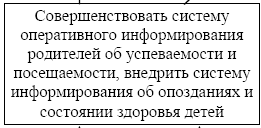 Совершенствовать систему
оперативного информирования
родителей об успеваемости и
посещаемости, внедрить систему
информирования об опозданиях и
состоянии здоровья детей